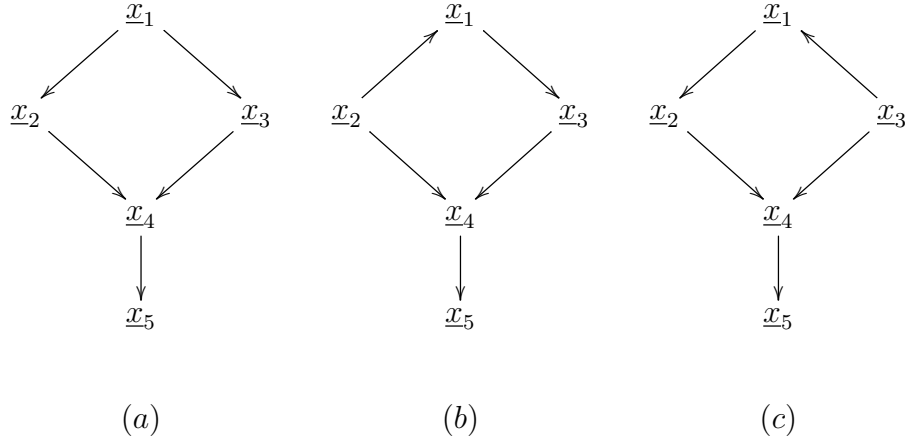 x₁ x₁ x₁
x₂ x₃ x₂ x₃ x₂ x₃
x₄ x₄ x₄
x₅ x₅ x₅
(a) (b) (c)